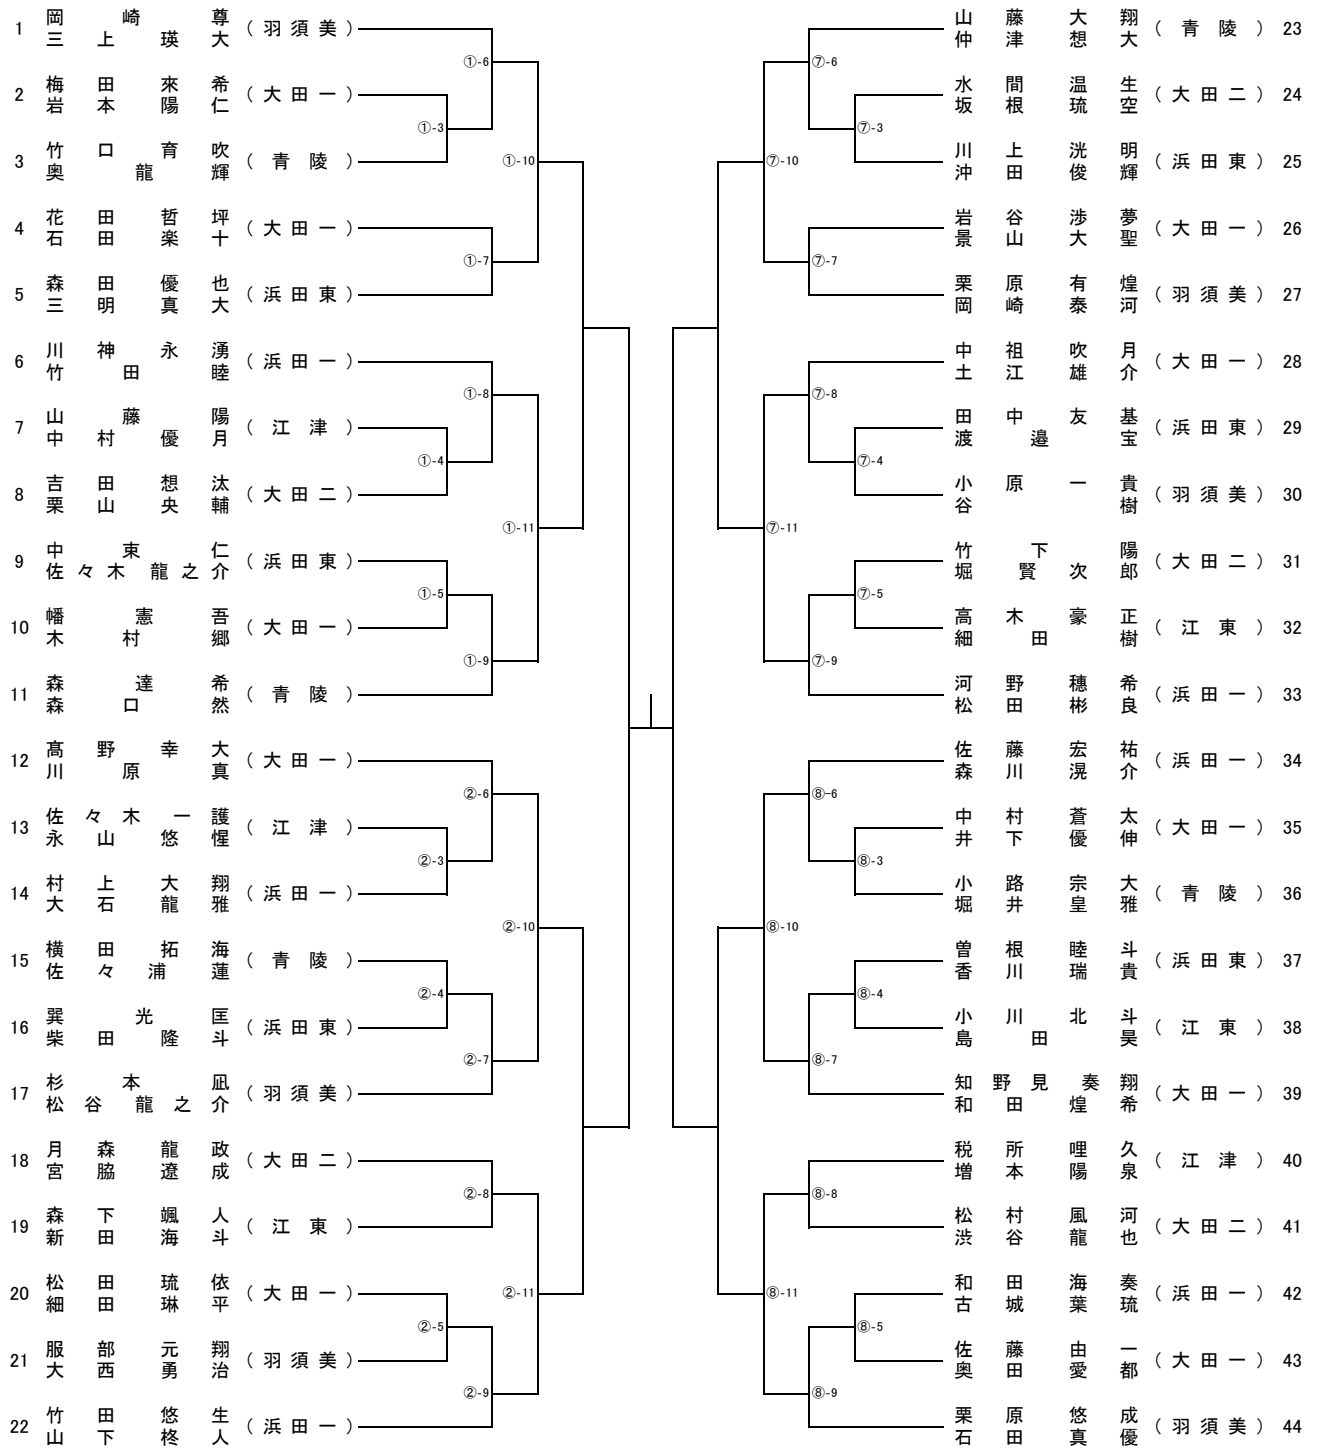 1 岡崎尊 (羽須美)
三上瑛大
2 梅田來希 (大田一)
岩本陽仁
3 竹口育吹 (青陵)
奥龍輝
4 花田哲坪 (大田一)
石田楽十
5 森田優也 (浜田東)
三明真大
6 川神永湧 (浜田一)
竹田睦
7 山藤陽 (江津)
中村優月
8 吉田想汰 (大田二)
栗山央輔
9 中東仁 (浜田東)
佐々木龍之介
10 幡憲吾 (大田一)
木村郷
11 森達希 (青陵)
森口然
12 髙野幸大 (大田一)
川原真
13 佐々木一護 (江津)
永山悠惺
14 村上大翔 (浜田一)
大石龍雅
15 横田拓海 (青陵)
佐々浦蓮
16 巽光匡 (浜田東)
柴田隆斗
17 杉本凪 (羽須美)
松谷龍之介
18 月森龍政 (大田二)
宮脇遼成
19 森下颯人 (江東)
新田海斗
20 松田琉依 (大田一)
細田琳平
21 服部元翔 (羽須美)
大西勇治
22 竹田悠生 (浜田一)
山下柊人
①-6
①-3
①-10
①-7
①-8
①-4
①-11
①-5
①-9
②-6
②-3
②-10
②-4
②-7
②-8
②-11
②-5
②-9
⑦-6
⑦-3
⑦-10
⑦-7
⑦-8
⑦-4
⑦-11
⑦-5
⑦-9
⑧-6
⑧-3
⑧-10
⑧-4
⑧-7
⑧-8
⑧-11
⑧-5
⑧-9
山藤大翔 (青陵) 23
仲津想大
水間温生 (大田二) 24
坂根琉空
川上洸明 (浜田東) 25
沖田俊輝
岩谷渉夢 (大田一) 26
景山大聖
栗原有煌 (羽須美) 27
岡崎泰河
中祖吹月 (大田一) 28
土江雄介
田中友基 (浜田東) 29
渡邉宝
小原一貴 (羽須美) 30
谷樹
竹下陽 (大田二) 31
堀賢次郎
高木豪正 (江東) 32
細田樹
河野穂希 (浜田一) 33
松田彬良
佐藤宏祐 (浜田一) 34
森川滉介
中村蒼太 (大田一) 35
井下優伸
小路宗大 (青陵) 36
堀井皇雅
曽根睦斗 (浜田東) 37
香川瑞貴
小川北斗 (江東) 38
島田昊
知野見奏翔 (大田一) 39
和田煌希
税所哩久 (江津) 40
増本陽泉
松村風河 (大田二) 41
渋谷龍也
和田海奏 (浜田一) 42
古城葉琉
佐藤由一 (大田一) 43
奥田愛都
栗原悠成 (羽須美) 44
石田真優